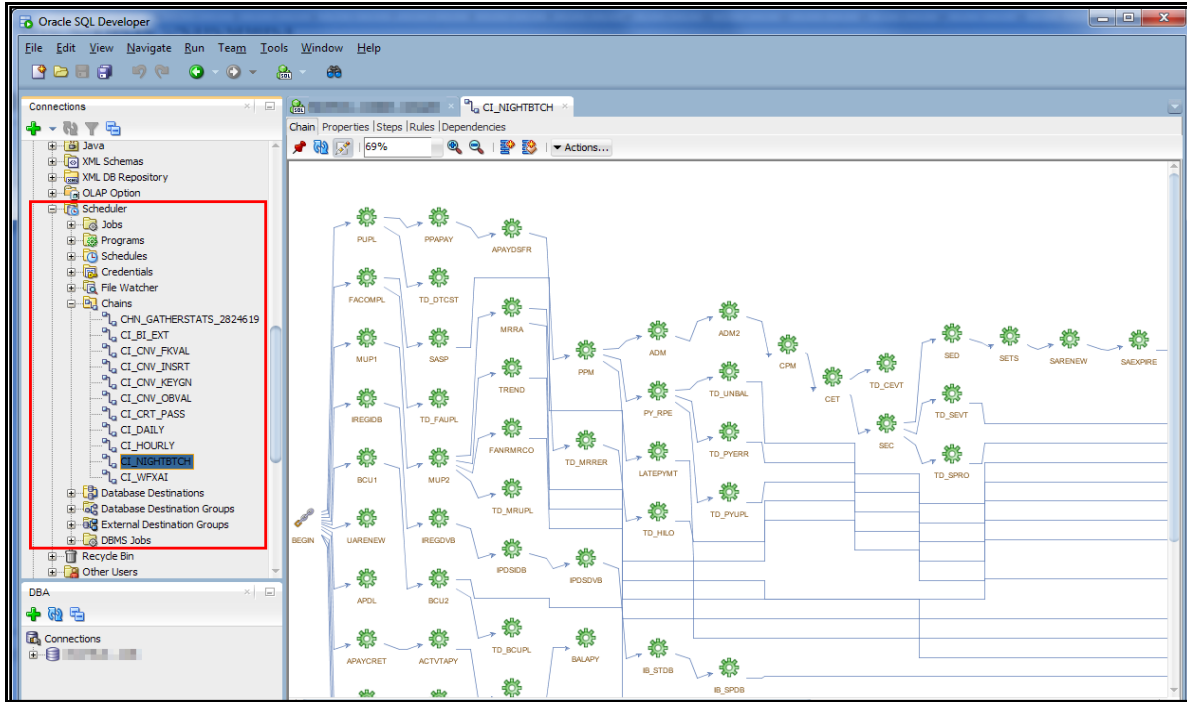 Oracle SQL Developer
File Edit View Navigate Run Team Tools Window Help
Connections
Java
XML Schemas
XML DB Repository
OLAP Option
Scheduler
Jobs
Programs
Schedules
Credentials
File Watcher
Chains
CHN_GATHERSTATS_2824619
CI_BI_EXT
CI_CNV_FKVAL
CI_CNV_INSRT
CI_CNV_KEYGN
CI_CNV_OBVAL
CI_CRT_PASS
CI_DAILY
CI_HOURLY
CI_NIGHTBTCH
CI_WFXAI
Database Destinations
Database Destination Groups
External Destination Groups
DBMS Jobs
Recycle Bin
Other Users
DBA
Connections
CI_NIGHTBTCH
Chain Properties Steps Rules Dependencies
69% Actions...
PUPL PPAPAY APAYDSFR
FACOMPL TD_DTCST
MRRA ADM ADM2 CPM
SED SETS SARENEW SAEXPIRE
MUP1 SASP PPM
TREND PY_RPE TD_UNBAL CET TD_CEVT
IREGIDB TD_FAUPL TD_SEVT
FANRMRCO TD_MRRER LATEPYMT TD_PYERR SEC
BCU1 MUP2 TD_SPRO
TD_MRUPL TD_HILO TD_PYUPL
BEGIN UARENEW IREGDVB
IPDSIDB IPDSDVB
APDL BCU2
TD_BCUPL BALAPY
APAYCRET ACTVTAPY IB_STDB
IB_SPDB